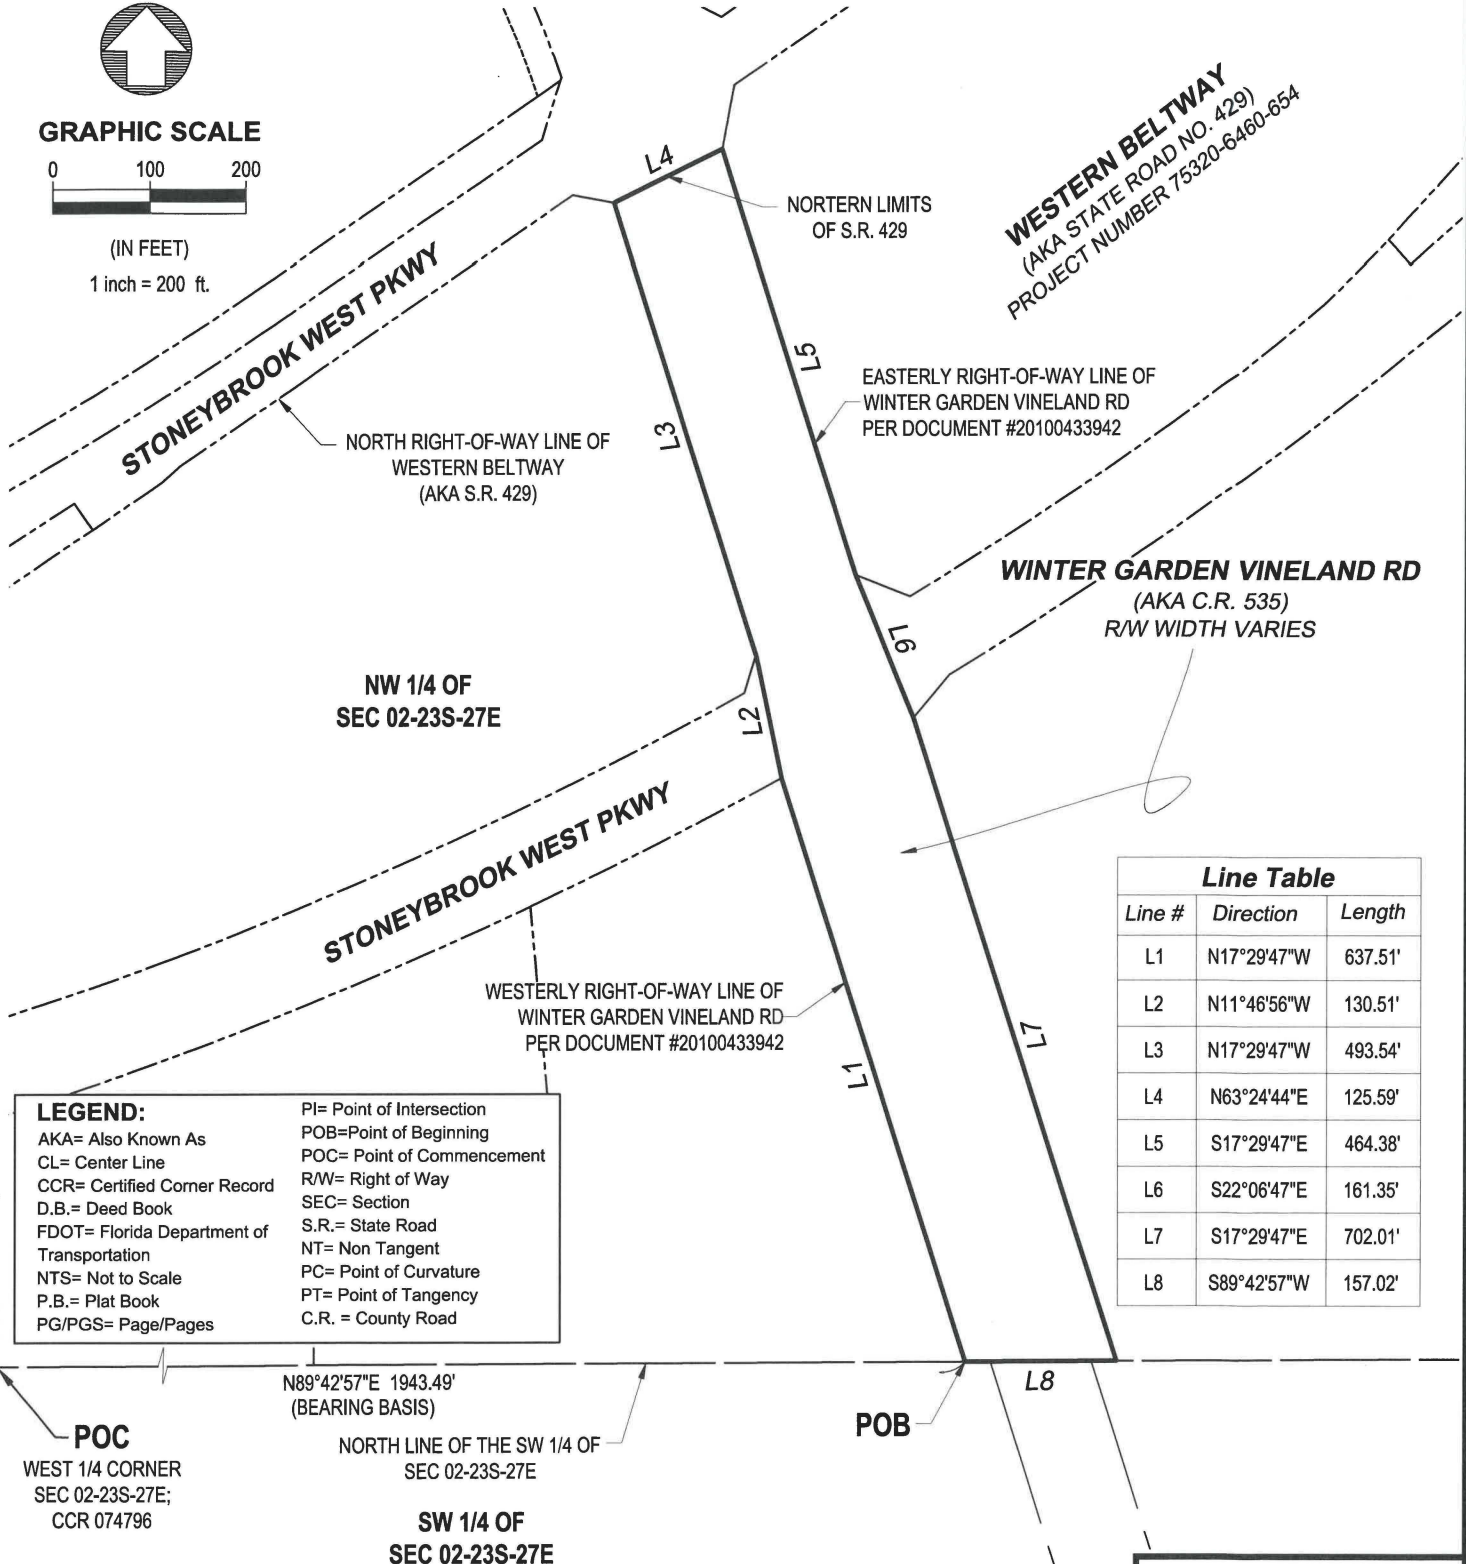 GRAPHIC SCALE
0 100 200
(IN FEET)
1 inch = 200 ft.
L4
NORTERN LIMITS
OF S.R. 429
WESTERN BELTWAY
(AKA STATE ROAD NO. 429)
PROJECT NUMBER 75320-6460-654
STONEYBROOK WEST PKWY
NORTH RIGHT-OF-WAY LINE OF
WESTERN BELTWAY
(AKA S.R. 429)
L3
L5
EASTERLY RIGHT-OF-WAY LINE OF
WINTER GARDEN VINELAND RD
PER DOCUMENT #20100433942
WINTER GARDEN VINELAND RD
(AKA C.R. 535)
R/W WIDTH VARIES
L6
NW 1/4 OF
SEC 02-23S-27E
L2
STONEYBROOK WEST PKWY
WESTERLY RIGHT-OF-WAY LINE OF
WINTER GARDEN VINELAND RD
PER DOCUMENT #20100433942
L1
L7
Line Table
Line # Direction Length
L1 N17°29'47"W 637.51'
L2 N11°46'56"W 130.51'
L3 N17°29'47"W 493.54'
L4 N63°24'44"E 125.59'
L5 S17°29'47"E 464.38'
L6 S22°06'47"E 161.35'
L7 S17°29'47"E 702.01'
L8 S89°42'57"W 157.02'
LEGEND:
AKA= Also Known As
CL= Center Line
CCR= Certified Corner Record
D.B.= Deed Book
FDOT= Florida Department of
Transportation
NTS= Not to Scale
P.B.= Plat Book
PG/PGS= Page/Pages
PI= Point of Intersection
POB=Point of Beginning
POC= Point of Commencement
R/W= Right of Way
SEC= Section
S.R.= State Road
NT= Non Tangent
PC= Point of Curvature
PT= Point of Tangency
C.R. = County Road
N89°42'57"E 1943.49'
(BEARING BASIS)
L8
POC
WEST 1/4 CORNER
SEC 02-23S-27E;
CCR 074796
NORTH LINE OF THE SW 1/4 OF
SEC 02-23S-27E
POB
SW 1/4 OF
SEC 02-23S-27E